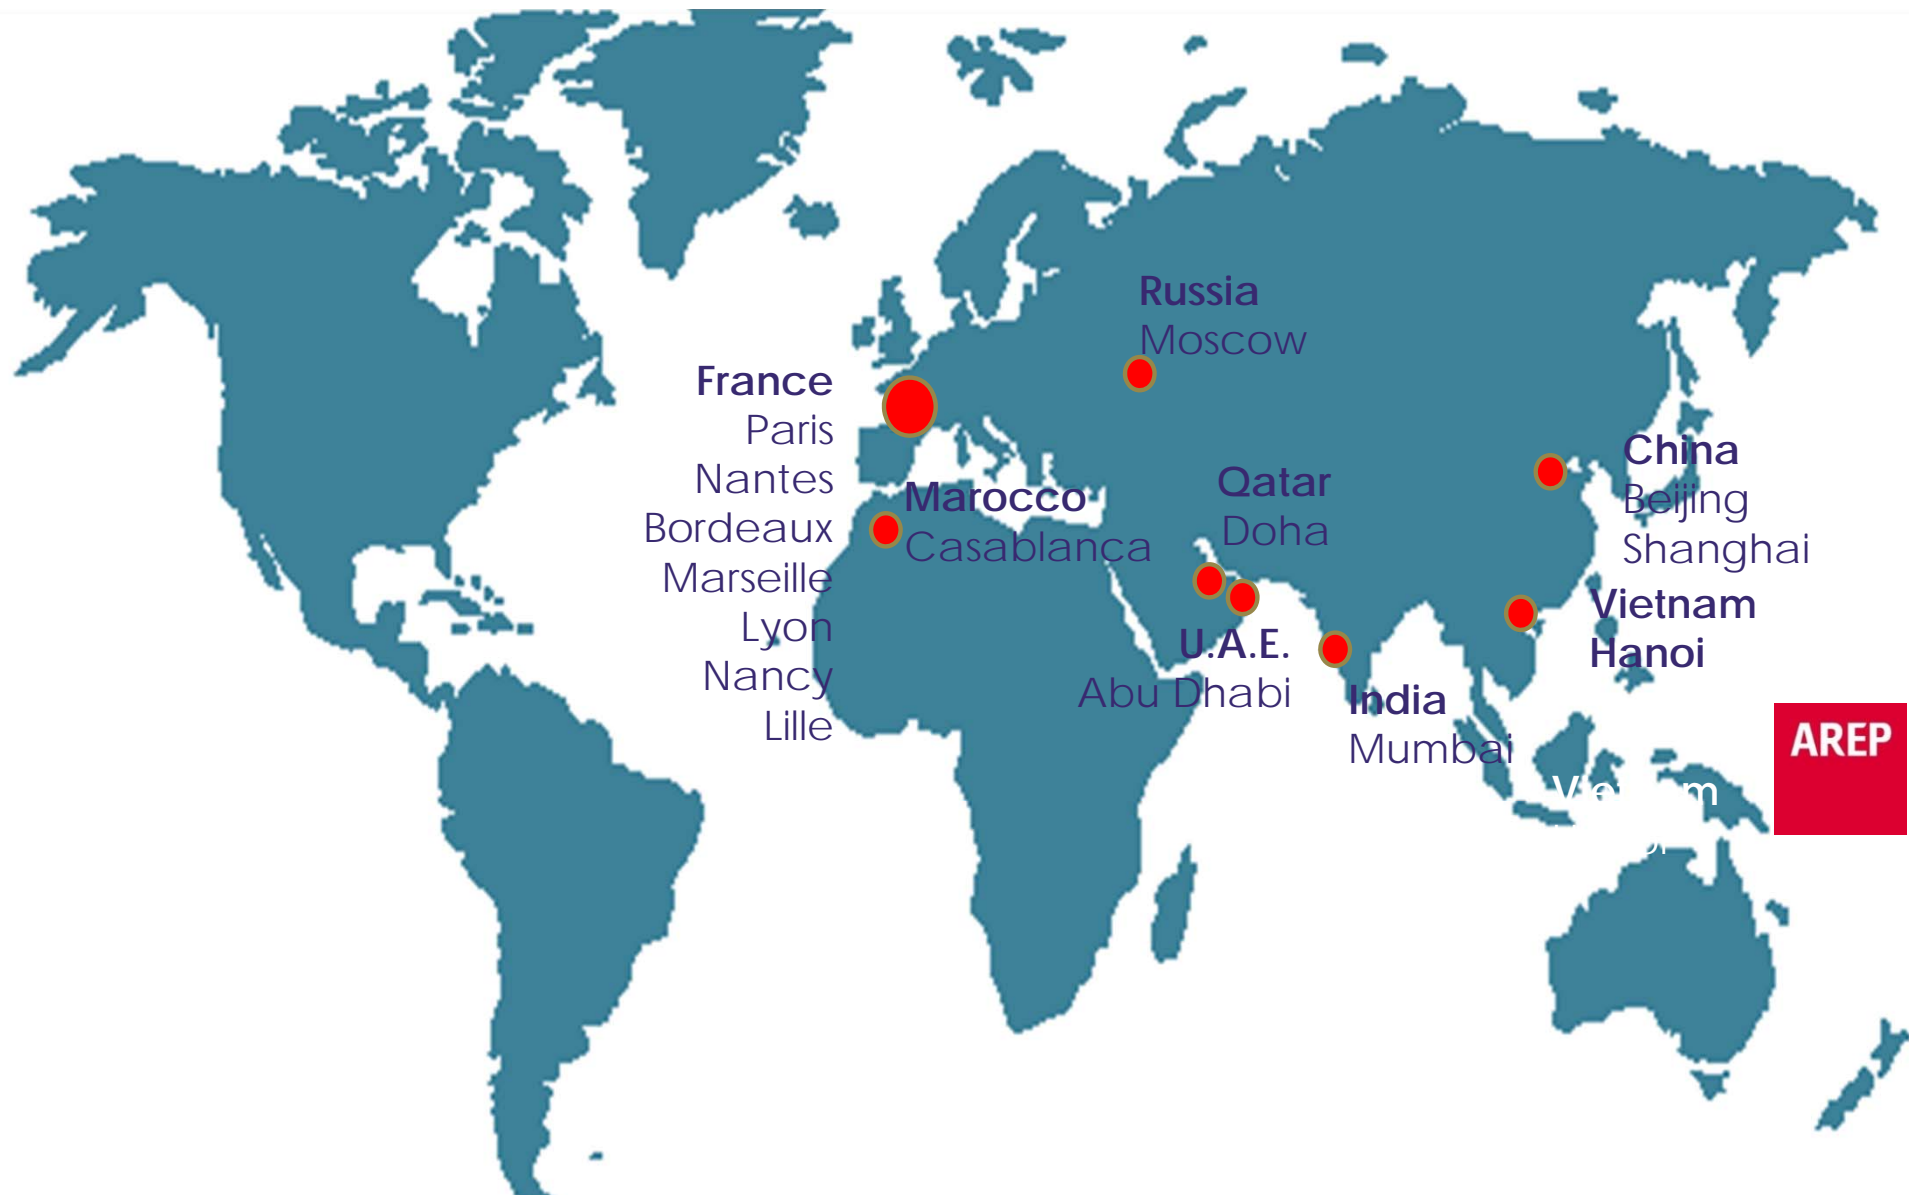 Russia
Moscow
France
Paris
Nantes
Bordeaux
Marseille
Lyon
Nancy
Lille
Marocco
Casablanca
Qatar
Doha
U.A.E.
Abu Dhabi
India
Mumbai
China
Beijing
Shanghai
Vietnam
Hanoi
AREP
Vietnam